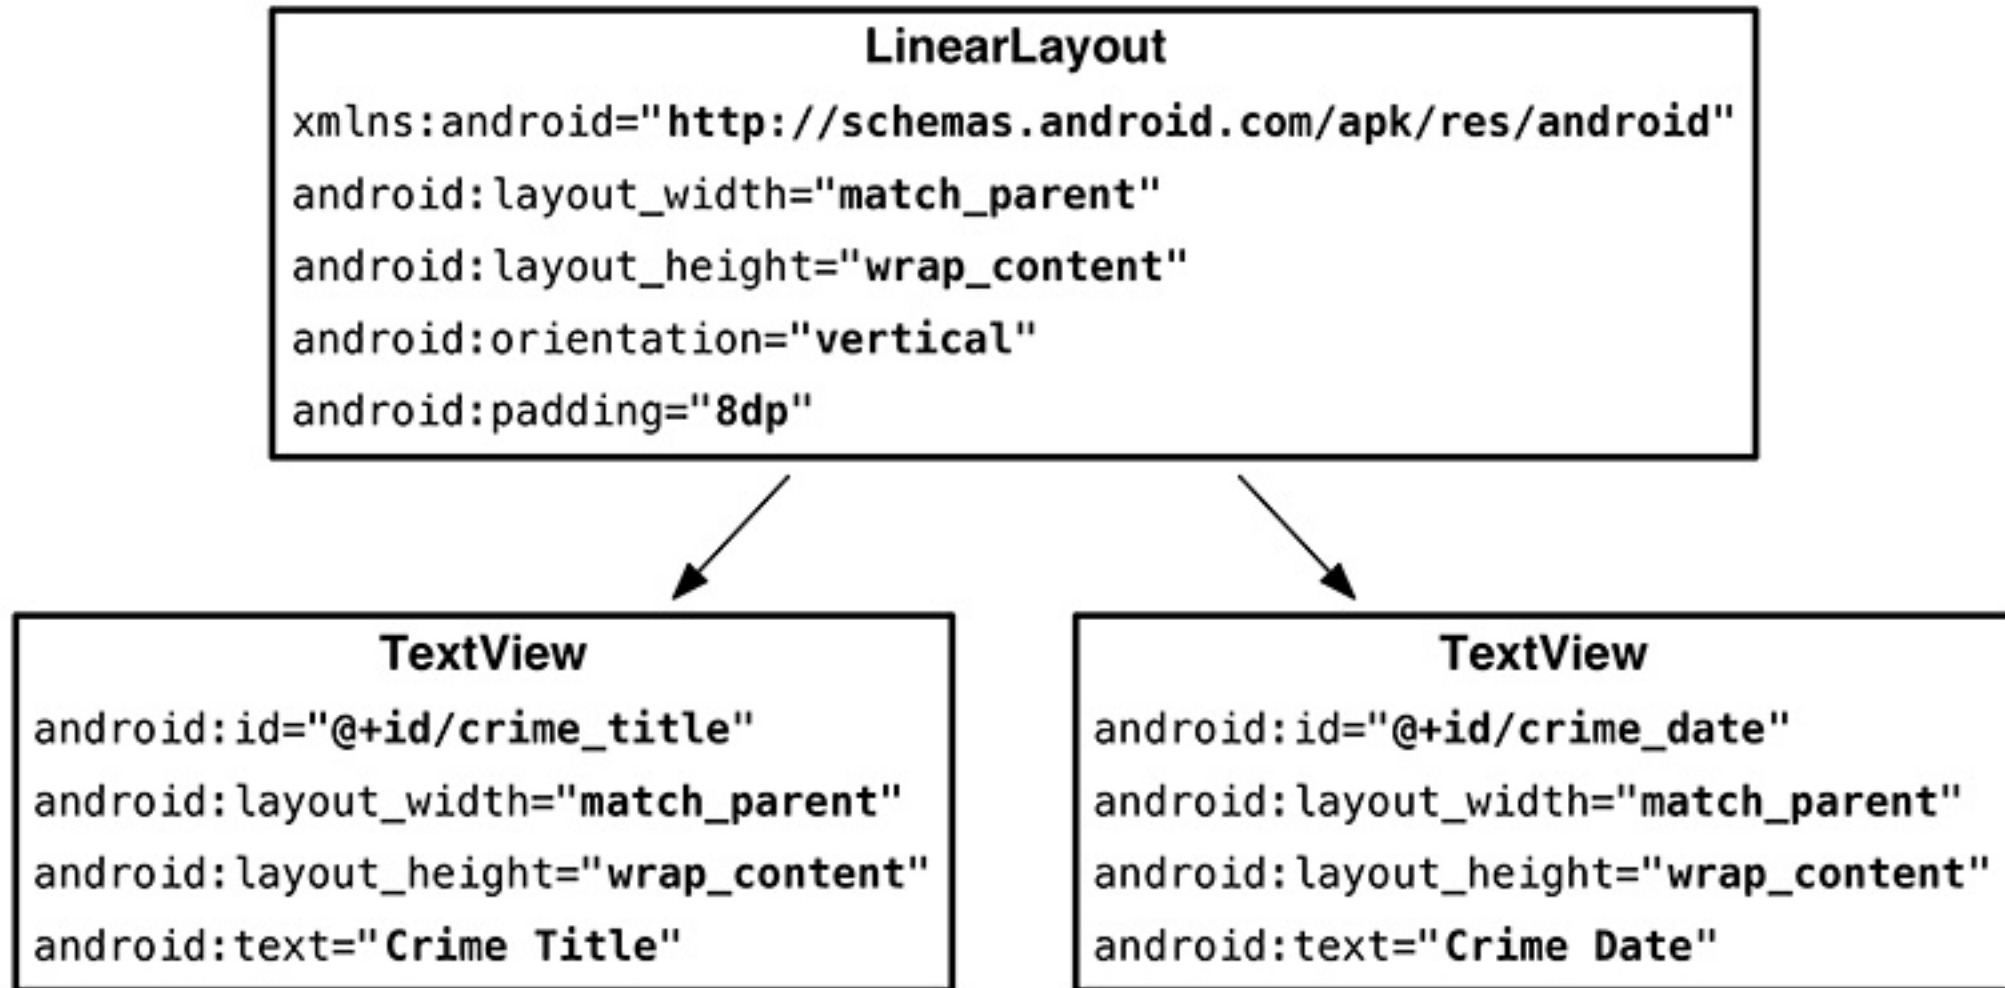 LinearLayout
xmlns:android="http://schemas.android.com/apk/res/android"
android:layout_width="match_parent"
android:layout_height="wrap_content"
android:orientation="vertical"
android:padding="8dp"
TextView
android:id="@+id/crime_title"
android:layout_width="match_parent"
android:layout_height="wrap_content"
android:text="Crime Title"
TextView
android:id="@+id/crime_date"
android:layout_width="match_parent"
android:layout_height="wrap_content"
android:text="Crime Date"